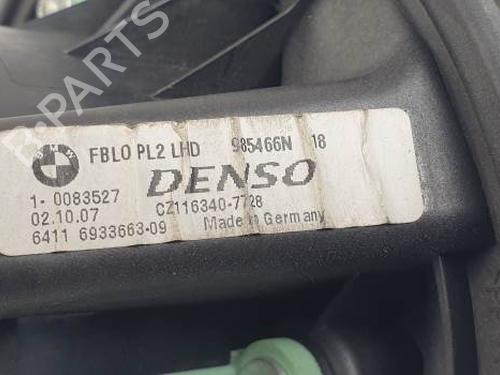 B-PARTS
FBLO PL2 LHD 985466N 18
1- 0083527 DENSO
02.10.07 CZ116340-7728
6411 6933663-09 Made in Germany